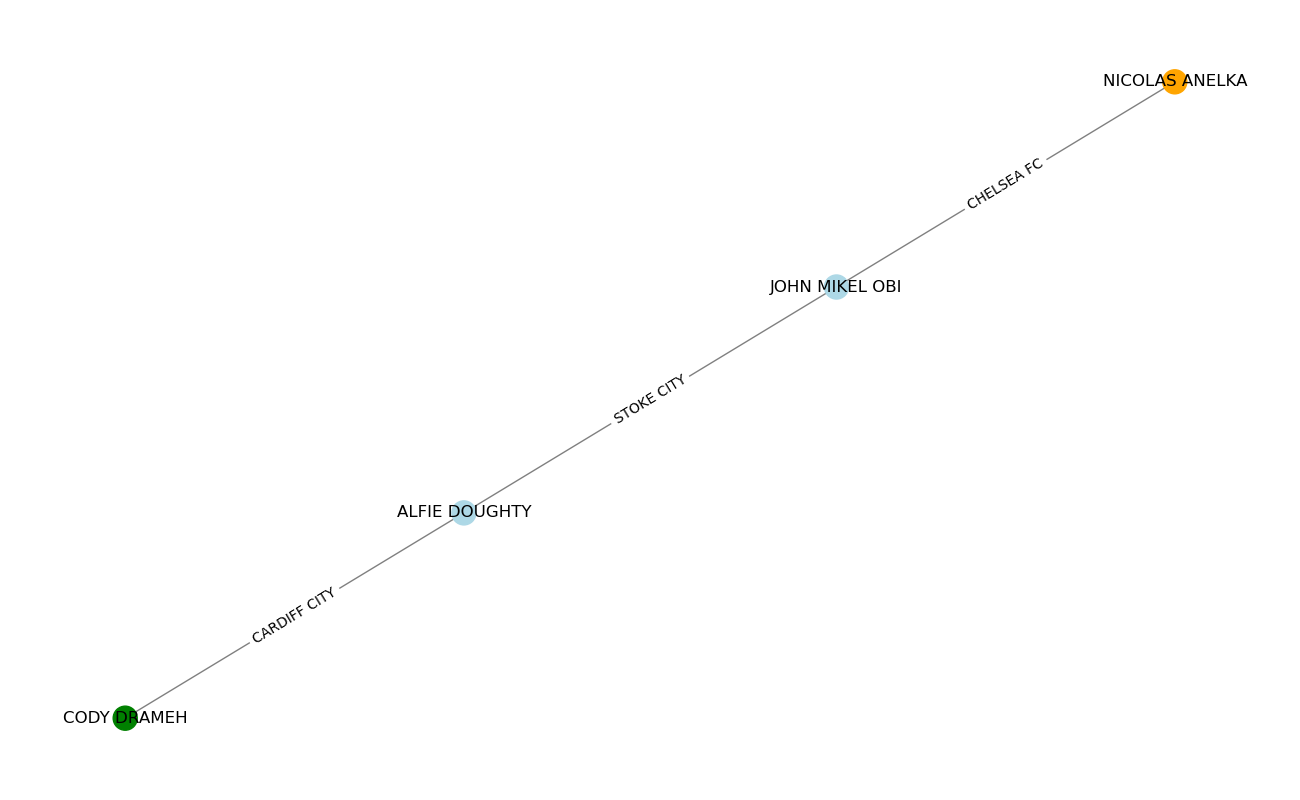 NICOLAS ANELKA
CHELSEA FC
JOHN MIKEL OBI
STOKE CITY
ALFIE DOUGHTY
CARDIFF CITY
CODY DRAMEH